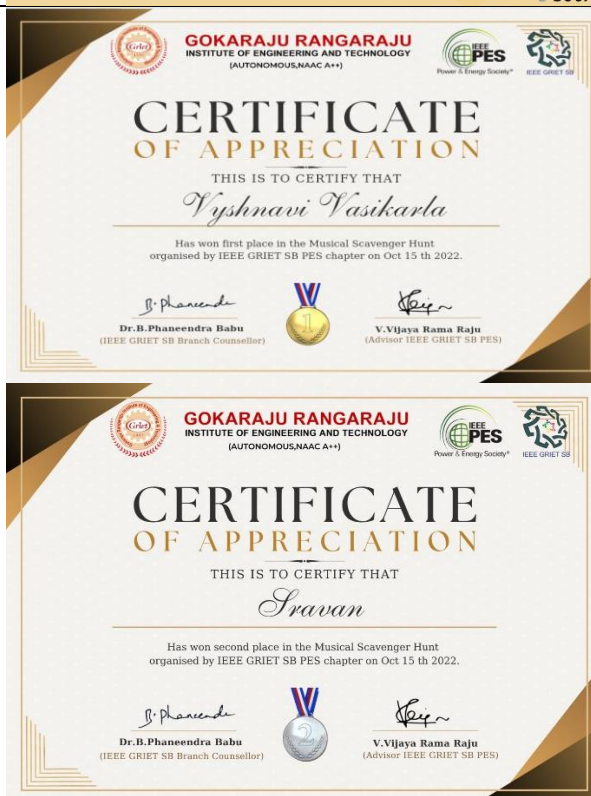 Griet
GOKARAJU RANGARAJU
INSTITUTE OF ENGINEERING AND TECHNOLOGY
(AUTONOMOUS,NAAC A++)
IEEE
PES
Power & Energy Society®
IEEE GRIET SB
CERTIFICATE
OF APPRECIATION
THIS IS TO CERTIFY THAT
Vyshnavi Vasikarla
Has won first place in the Musical Scavenger Hunt
organised by IEEE GRIET SB PES chapter on Oct 15 th 2022.
B. Phaneende
1
Dr.B.Phaneendra Babu
V.Vijaya Rama Raju
(IEEE GRIET SB Branch Counsellor)
(Advisor IEEE GRIET SB PES)
Griet
GOKARAJU RANGARAJU
INSTITUTE OF ENGINEERING AND TECHNOLOGY
(AUTONOMOUS,NAAC A++)
IEEE
PES
Power & Energy Society®
IEEE GRIET SB
CERTIFICATE
OF APPRECIATION
THIS IS TO CERTIFY THAT
Sravan
Has won second place in the Musical Scavenger Hunt
organised by IEEE GRIET SB PES chapter on Oct 15 th 2022.
B. Phaneende
2
Dr.B.Phaneendra Babu
V.Vijaya Rama Raju
(IEEE GRIET SB Branch Counsellor)
(Advisor IEEE GRIET SB PES)